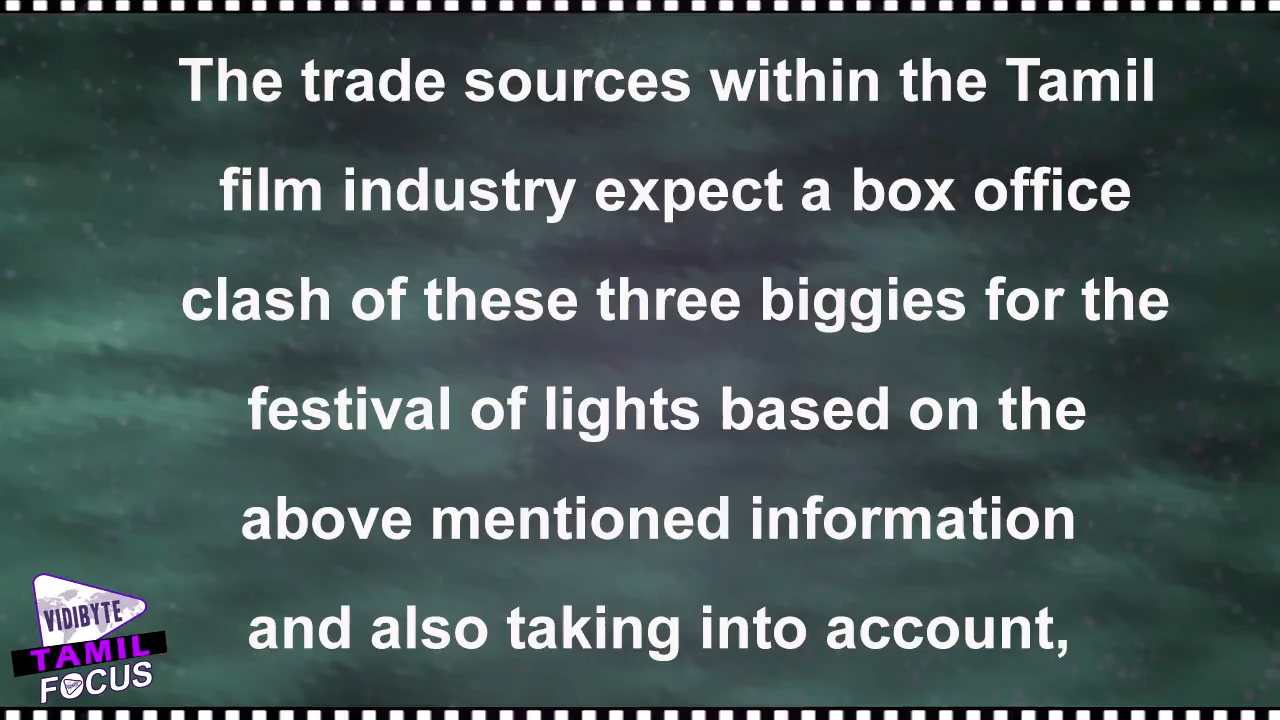 The trade sources within the Tamil
film industry expect a box office
clash of these three biggies for the
festival of lights based on the
above mentioned information
and also taking into account,
VIDIBYTE
TAMIL
FOCUS